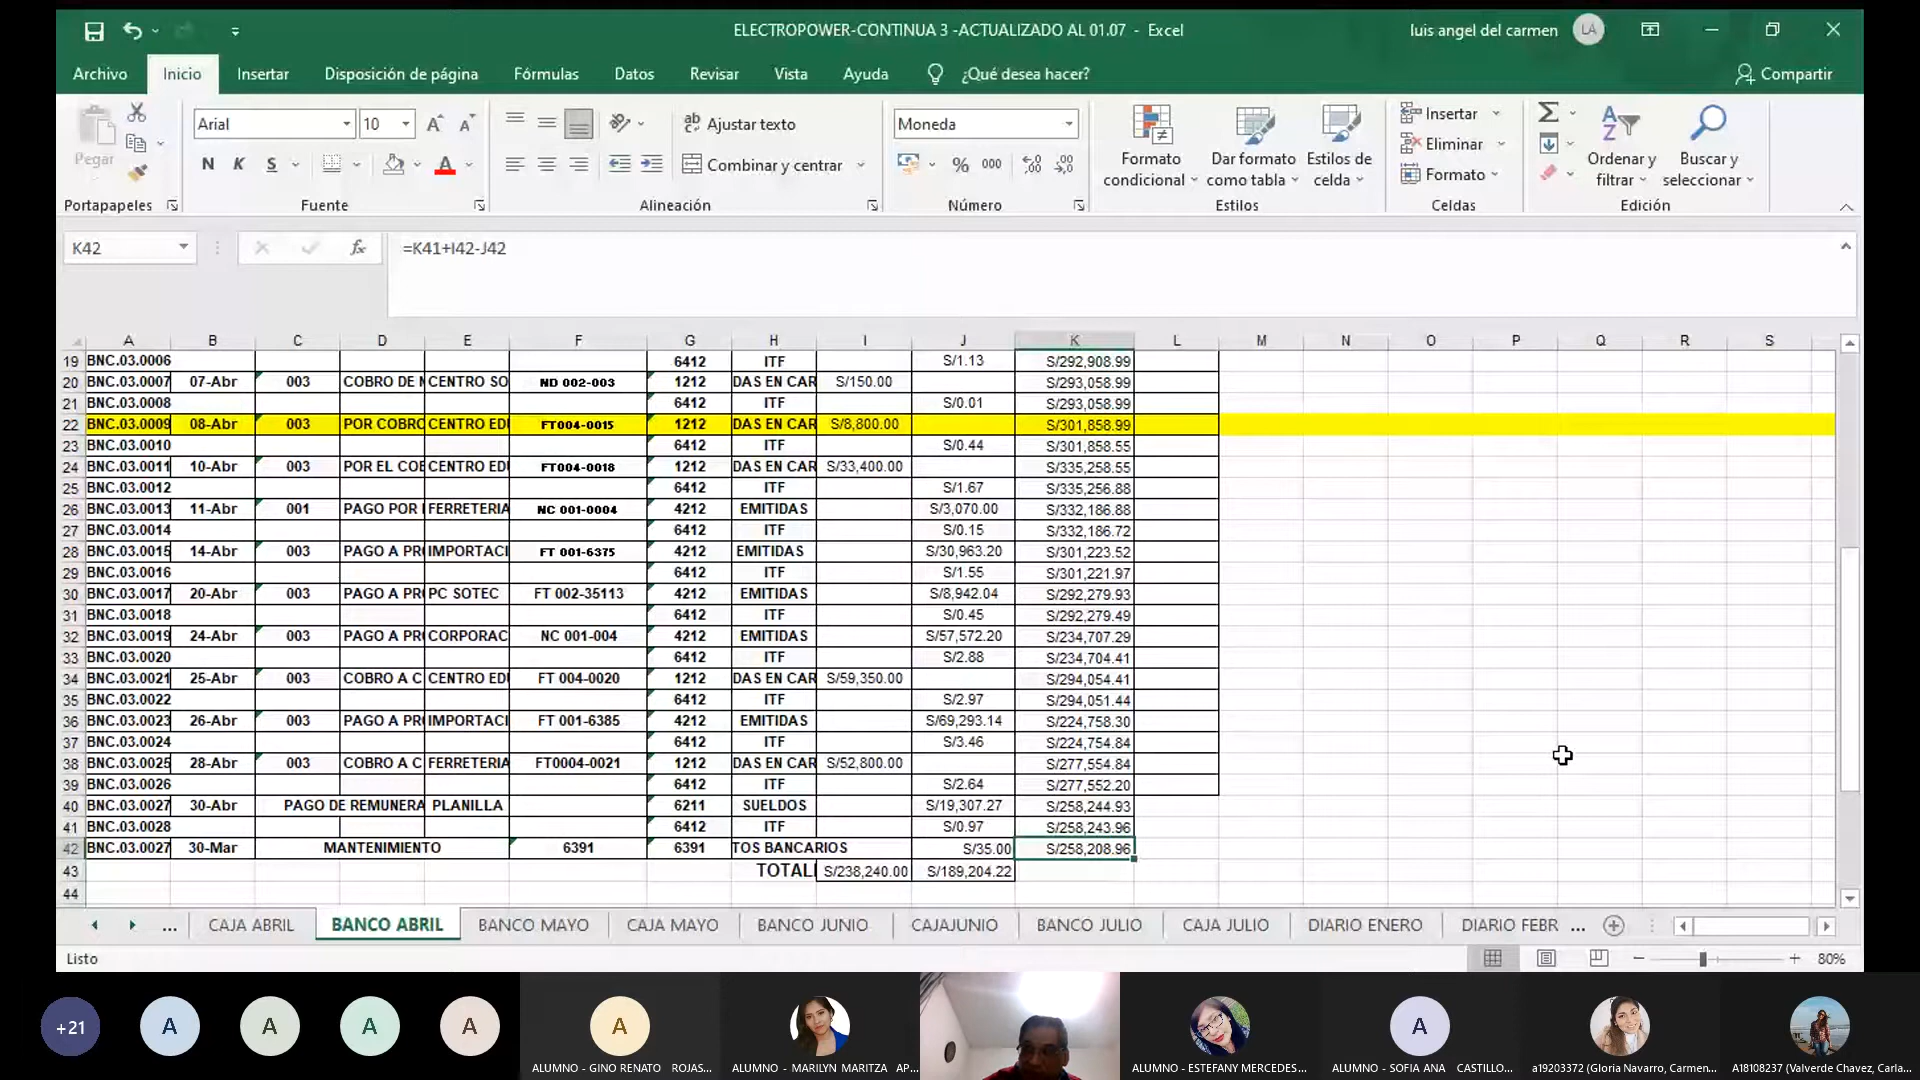 ELECTROPOWER-CONTINUA 3 -ACTUALIZADO AL 01.07 - Excel
luis angel del carmen LA
Archivo Inicio Insertar Disposición de página Fórmulas Datos Revisar Vista Ayuda ¿Qué desea hacer? Compartir
Pegar
Arial 10
N K S
Ajustar texto
Combinar y centrar
Moneda
% 000
Formato condicional
Dar formato como tabla
Estilos de celda
Insertar
Eliminar
Formato
Ordenar y filtrar
Buscar y seleccionar
Portapapeles Fuente Alineación Número Estilos Celdas Edición
K42 fx =K41+I42-J42
A B C D E F G H I J K L M N O P Q R S
19 BNC.03.0006 6412 ITF S/1.13 S/292,908.99
20 BNC.03.0007 07-Abr 003 COBRO DE CENTRO SO ND 002-003 1212 DAS EN CAR S/150.00 S/293,058.99
21 BNC.03.0008 6412 ITF S/0.01 S/293,058.99
22 BNC.03.0009 08-Abr 003 POR COBRO CENTRO EDU FT004-0015 1212 DAS EN CAR S/8,800.00 S/301,858.99
23 BNC.03.0010 6412 ITF S/0.44 S/301,858.55
24 BNC.03.0011 10-Abr 003 POR EL COB CENTRO EDU FT004-0018 1212 DAS EN CAR S/33,400.00 S/335,258.55
25 BNC.03.0012 6412 ITF S/1.67 S/335,256.88
26 BNC.03.0013 11-Abr 001 PAGO POR FERRETERIA NC 001-0004 4212 EMITIDAS S/3,070.00 S/332,186.88
27 BNC.03.0014 6412 ITF S/0.15 S/332,186.72
28 BNC.03.0015 14-Abr 003 PAGO A PR IMPORTACI FT 001-6375 4212 EMITIDAS S/30,963.20 S/301,223.52
29 BNC.03.0016 6412 ITF S/1.55 S/301,221.97
30 BNC.03.0017 20-Abr 003 PAGO A PR PC SOTEC FT 002-35113 4212 EMITIDAS S/8,942.04 S/292,279.93
31 BNC.03.0018 6412 ITF S/0.45 S/292,279.49
32 BNC.03.0019 24-Abr 003 PAGO A PR CORPORAC NC 001-004 4212 EMITIDAS S/57,572.20 S/234,707.29
33 BNC.03.0020 6412 ITF S/2.88 S/234,704.41
34 BNC.03.0021 25-Abr 003 COBRO A C CENTRO EDU FT 004-0020 1212 DAS EN CAR S/59,350.00 S/294,054.41
35 BNC.03.0022 6412 ITF S/2.97 S/294,051.44
36 BNC.03.0023 26-Abr 003 PAGO A PR IMPORTACI FT 001-6385 4212 EMITIDAS S/69,293.14 S/224,758.30
37 BNC.03.0024 6412 ITF S/3.46 S/224,754.84
38 BNC.03.0025 28-Abr 003 COBRO A C FERRETERIA FT0004-0021 1212 DAS EN CAR S/52,800.00 S/277,554.84
39 BNC.03.0026 6412 ITF S/2.64 S/277,552.20
40 BNC.03.0027 30-Abr PAGO DE REMUNERA PLANILLA 6211 SUELDOS S/19,307.27 S/258,244.93
41 BNC.03.0028 6412 ITF S/0.97 S/258,243.96
42 BNC.03.0027 30-Mar MANTENIMIENTO 6391 6391 TOS BANCARIOS S/35.00 S/258,208.96
43 TOTAL S/238,240.00 S/189,204.22
44
... CAJA ABRIL BANCO ABRIL BANCO MAYO CAJA MAYO BANCO JUNIO CAJAJUNIO BANCO JULIO CAJA JULIO DIARIO ENERO DIARIO FEBR ...
Listo 80%
+21 A A A A A A
ALUMNO - GINO RENATO ROJAS...
ALUMNO - MARILYN MARITZA AP...
ALUMNO - ESTEFANY MERCEDES...
ALUMNO - SOFIA ANA CASTILLO...
a19203372 (Gloria Navarro, Carmen...
A18108237 (Valverde Chavez, Carla...